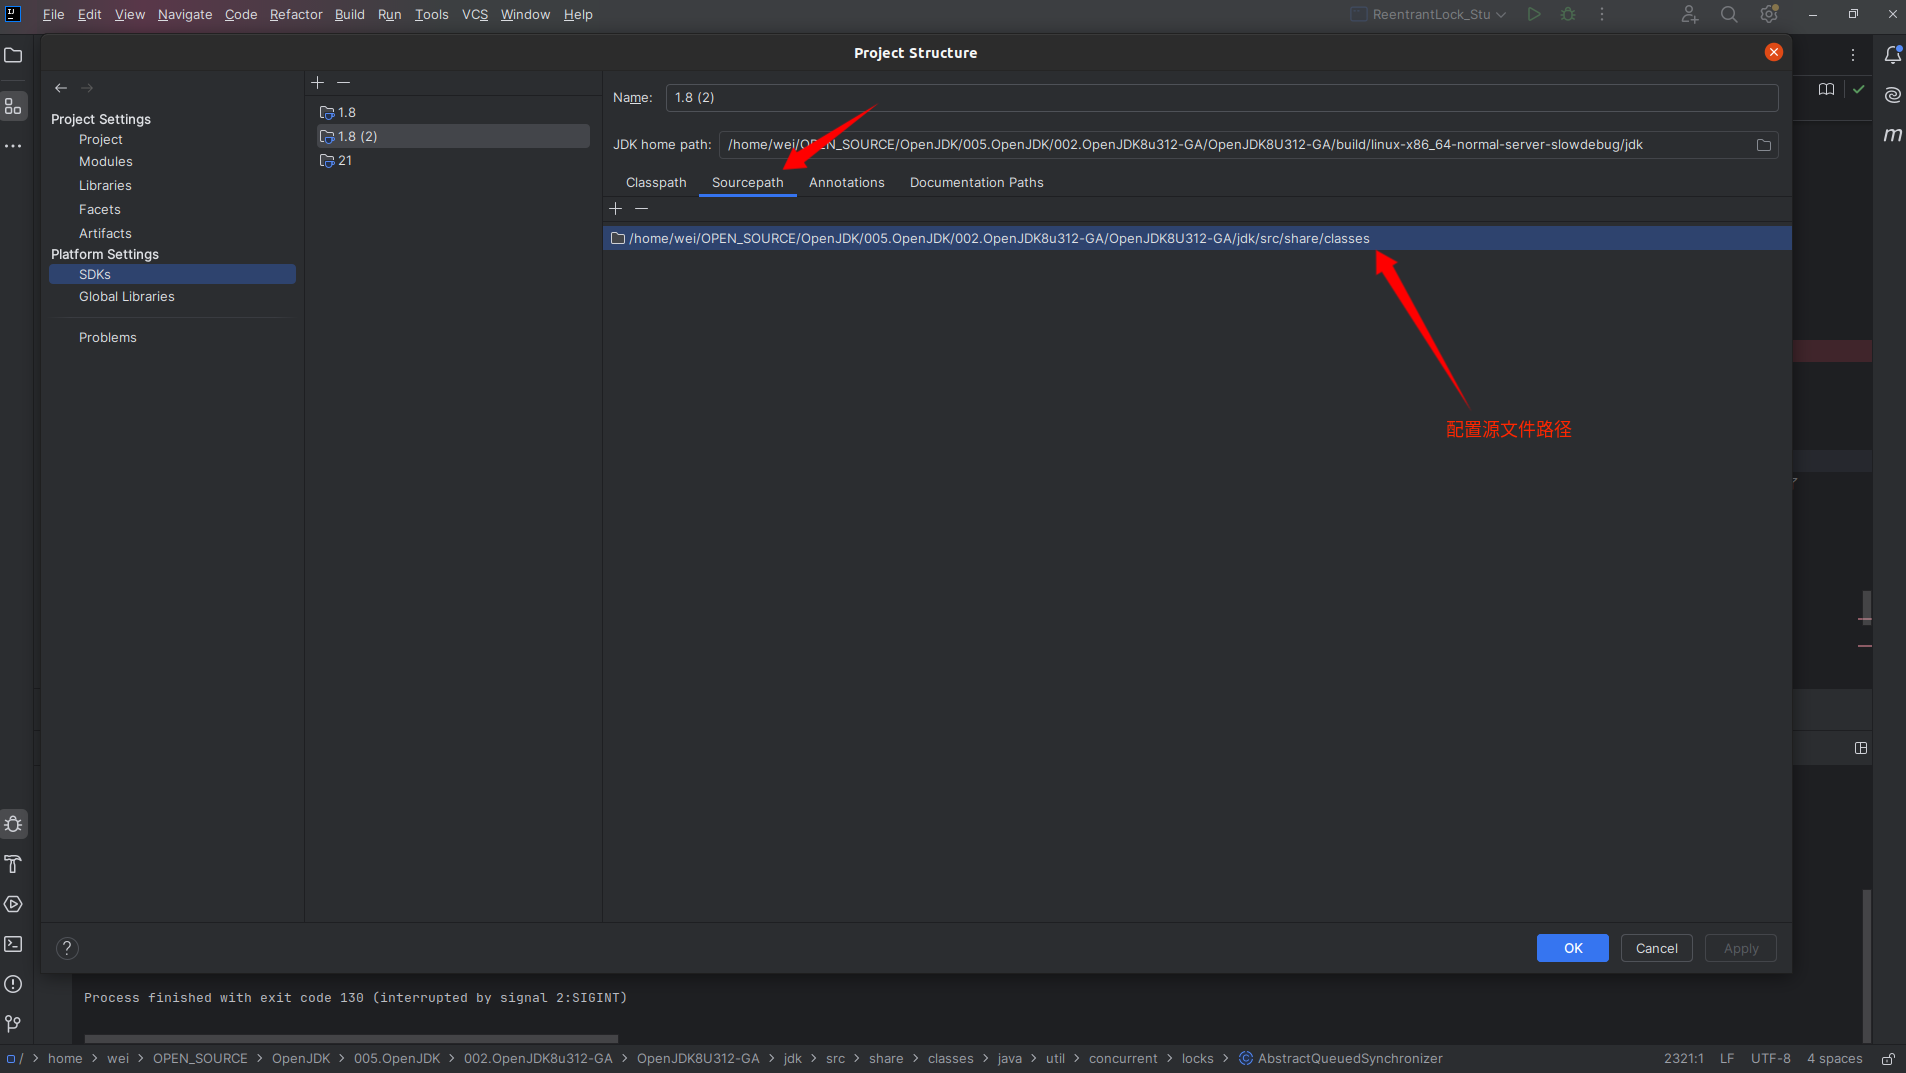 File Edit View Navigate Code Refactor Build Run Tools VCS Window Help
ReentrantLock_Stu
Project Structure
Project Settings
Project
Modules
Libraries
Facets
Artifacts
Platform Settings
SDKs
Global Libraries
Problems
1.8
1.8 (2)
21
Name: 1.8 (2)
JDK home path: /home/wei/OPEN_SOURCE/OpenJDK/005.OpenJDK/002.OpenJDK8u312-GA/OpenJDK8U312-GA/build/linux-x86_64-normal-server-slowdebug/jdk
Classpath Sourcepath Annotations Documentation Paths
/home/wei/OPEN_SOURCE/OpenJDK/005.OpenJDK/002.OpenJDK8u312-GA/OpenJDK8U312-GA/jdk/src/share/classes
配置源文件路径
? OK Cancel Apply
Process finished with exit code 130 (interrupted by signal 2:SIGINT)
/ > home > wei > OPEN_SOURCE > OpenJDK > 005.OpenJDK > 002.OpenJDK8u312-GA > OpenJDK8U312-GA > jdk > src > share > classes > java > util > concurrent > locks > AbstractQueuedSynchronizer 2321:1 LF UTF-8 4 spaces